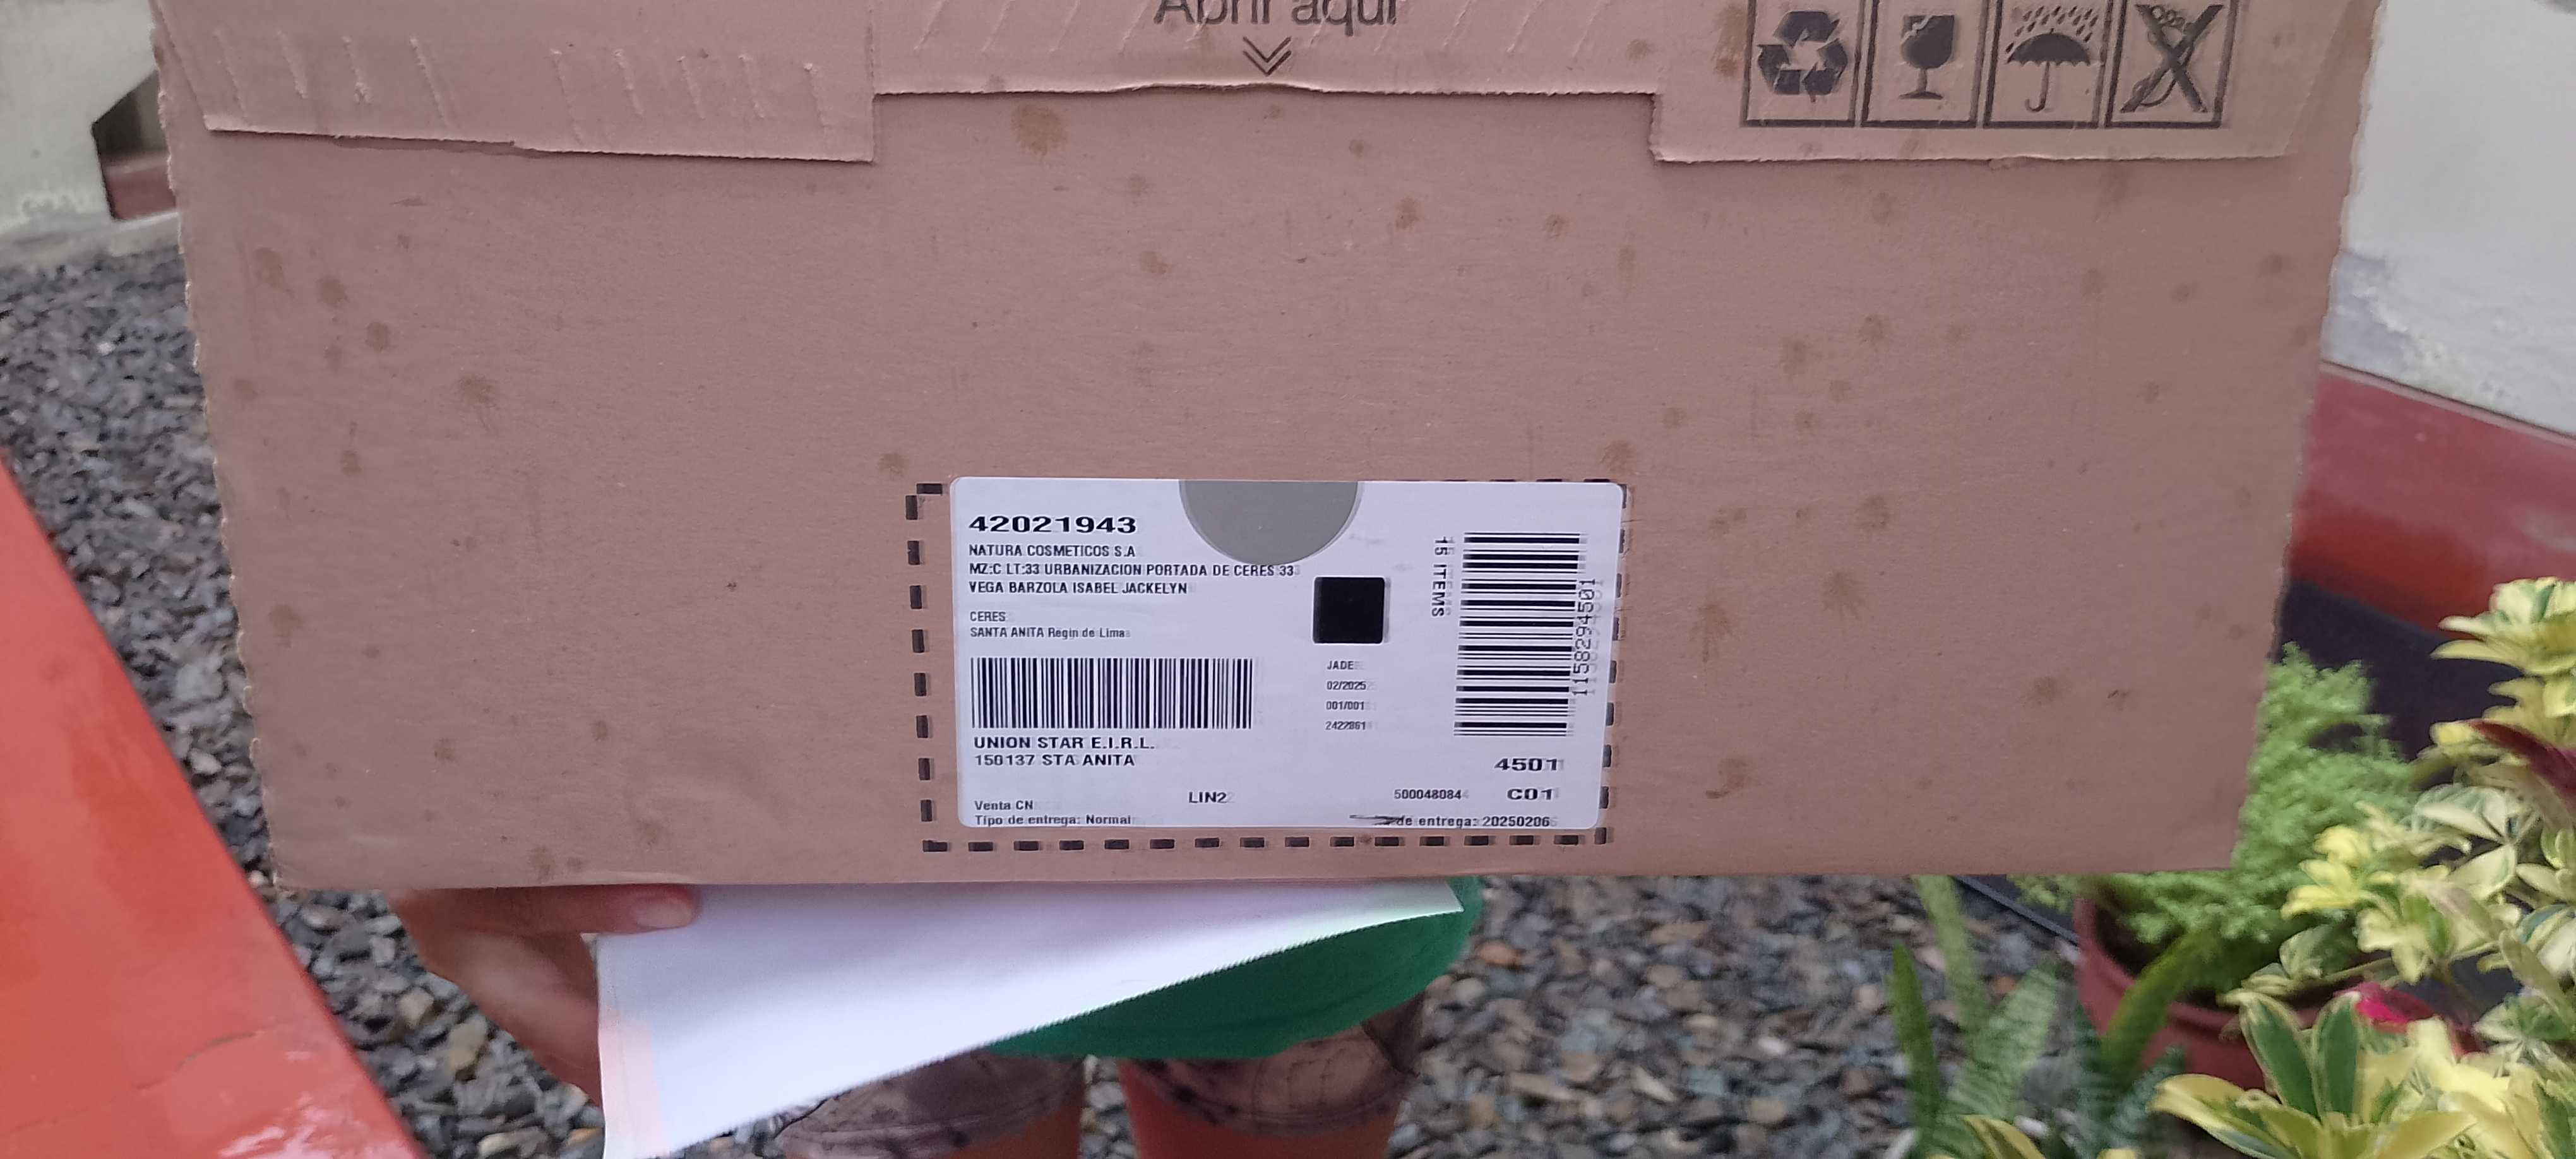 Abrir aquí
42021943
NATURA COSMETICOS S.A
MZ:C LT:33 URBANIZACION PORTADA DE CERES 33
VEGA BARZOLA ISABEL JACKELYN
CERES
SANTA ANITA Regin de Lima
15 ITEMS
1158294501
JADE
02/2025
001/001
2422861
UNION STAR E.I.R.L.
150137 STA ANITA
4501
LIN2
500048084
C01
Venta CN
Tipo de entrega: Normal
de entrega: 20250206